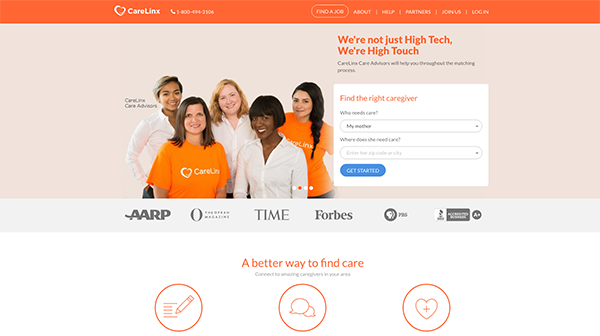 CareLinx
1-800-494-3106
FIND A JOB
ABOUT | HELP | PARTNERS | JOIN US | LOG IN
We're not just High Tech,
We're High Touch
CareLinx Care Advisors will help you throughout the matching
process.
CareLinx
Care Advisors
CareLinx
Find the right caregiver
Who needs care?
My mother
Where does she need care?
Enter her zip code or city
GET STARTED
AARP
EUROPEAN
MAGAZINE
TIME
Forbes
PBS
BBB
ACCREDITED
BUSINESS
A+
A better way to find care
Connect to amazing caregivers in your area